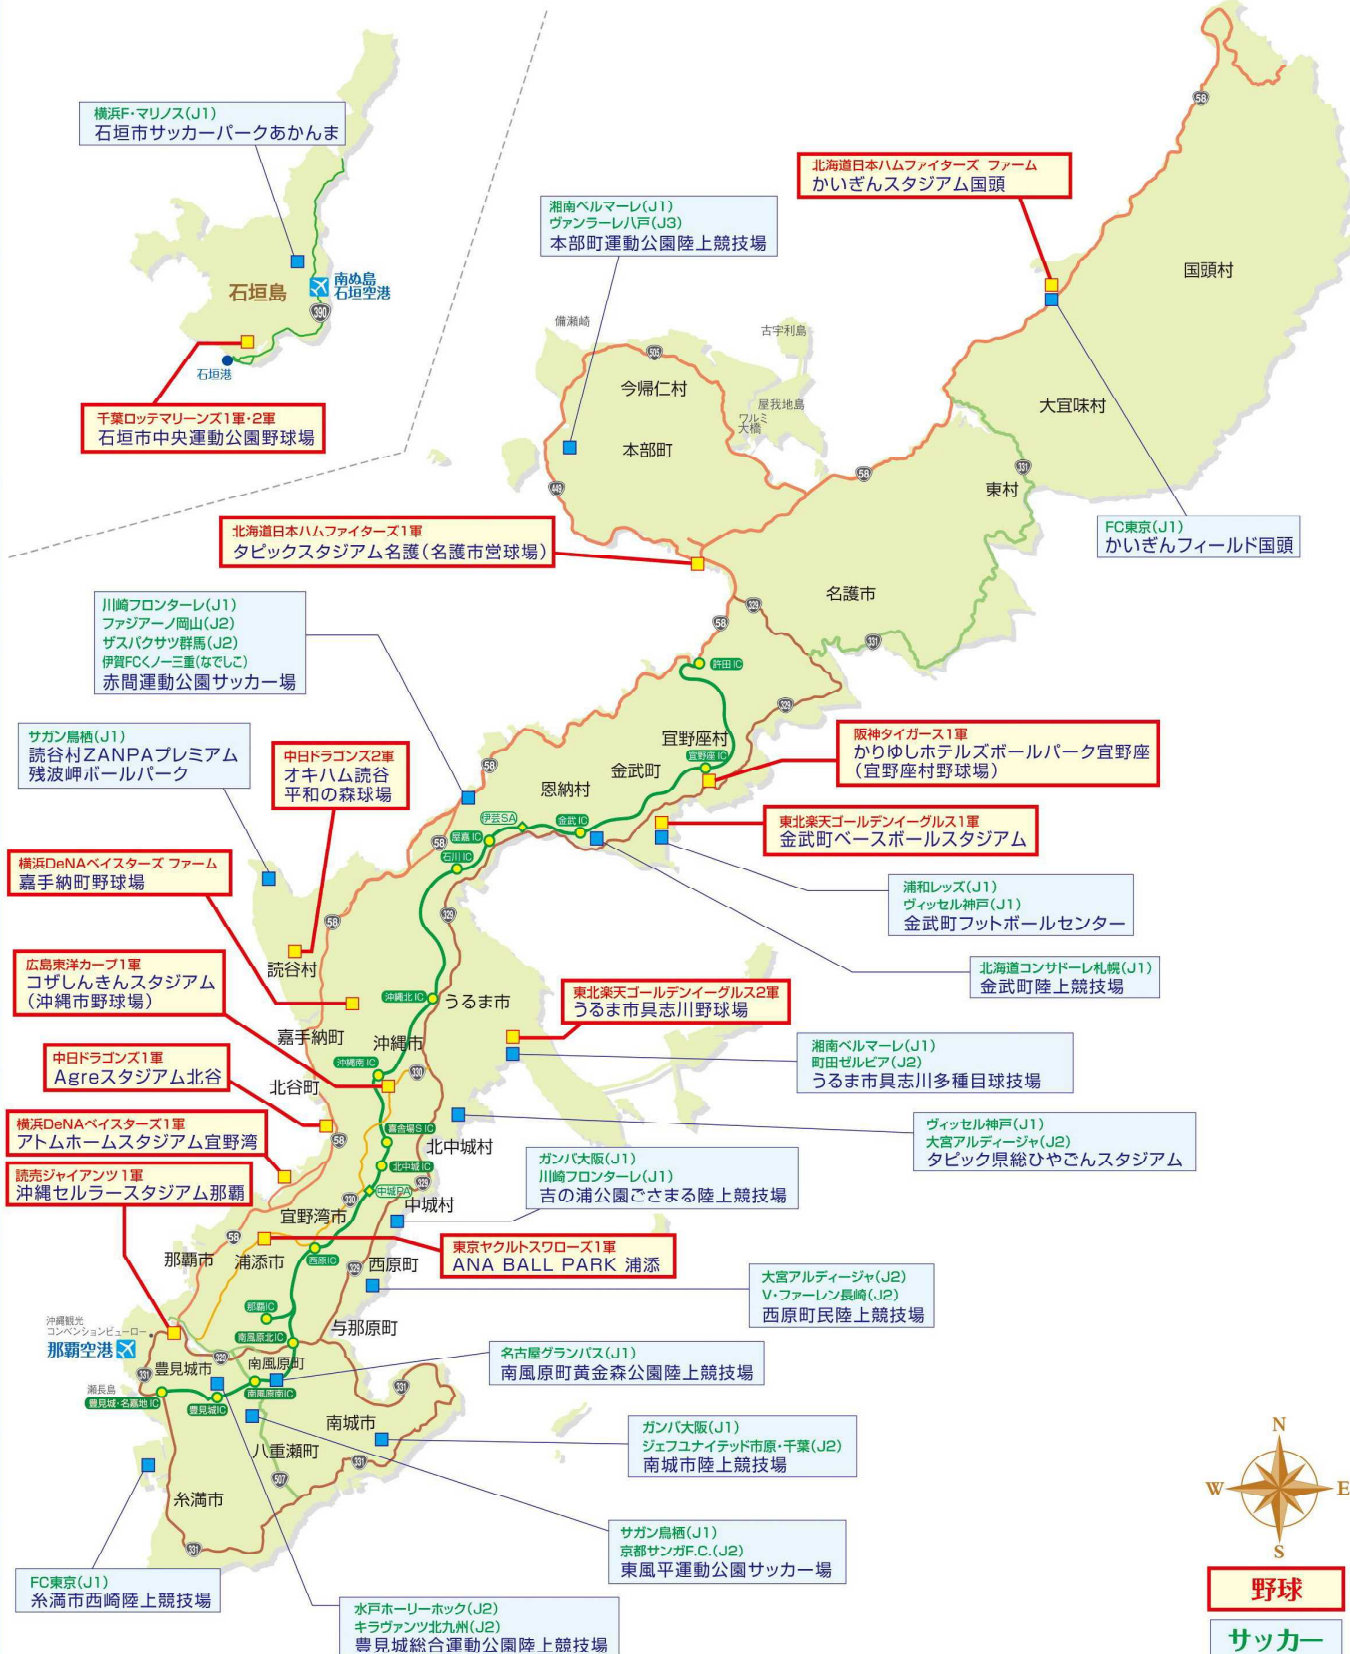 横浜F・マリノス(J1)
石垣市サッカーパークあかんま
石垣島
南ぬ島
石垣空港
390
石垣港
千葉ロッテマリーンズ1軍・2軍
石垣市中央運動公園野球場
58
北海道日本ハムファイターズ ファーム
かいぎんスタジアム国頭
湘南ベルマーレ(J1)
ヴァンラーレ八戸(J3)
本部町運動公園陸上競技場
国頭村
備瀬崎
古宇利島
505
今帰仁村
屋我地島
ワルミ
大橋
大宜味村
本部町
58
331
449
東村
FC東京(J1)
かいぎんフィールド国頭
北海道日本ハムファイターズ1軍
タピックスタジアム名護(名護市営球場)
名護市
329
58
331
川崎フロンターレ(J1)
ファジアーノ岡山(J2)
ザスパクサツ群馬(J2)
伊賀FCくノ一三重(なでしこ)
赤間運動公園サッカー場
許田IC
329
サガン鳥栖(J1)
読谷村ZANPAプレミアム
残波岬ボールパーク
中日ドラゴンズ2軍
オキハム読谷
平和の森球場
宜野座村
宜野座IC
58
金武町
恩納村
阪神タイガース1軍
かりゆしホテルズボールパーク宜野座
(宜野座村野球場)
伊芸SA
金武IC
屋嘉IC
58
石川IC
東北楽天ゴールデンイーグルス1軍
金武町ベースボールスタジアム
横浜DeNAベイスターズ ファーム
嘉手納町野球場
浦和レッズ(J1)
ヴィッセル神戸(J1)
金武町フットボールセンター
58
329
広島東洋カープ1軍
コザしんきんスタジアム
(沖縄市野球場)
読谷村
北海道コンサドーレ札幌(J1)
金武町陸上競技場
沖縄北IC
うるま市
東北楽天ゴールデンイーグルス2軍
うるま市具志川野球場
嘉手納町
沖縄市
湘南ベルマーレ(J1)
町田ゼルビア(J2)
うるま市具志川多種目球技場
中日ドラゴンズ1軍
Agreスタジアム北谷
沖縄南IC
330
北谷町
横浜DeNAベイスターズ1軍
アトムホームスタジアム宜野湾
58
喜舎場SIC
北中城村
ヴィッセル神戸(J1)
大宮アルディージャ(J2)
タピック県総ひやごんスタジアム
読売ジャイアンツ1軍
沖縄セルラースタジアム那覇
北中城IC
ガンバ大阪(J1)
川崎フロンターレ(J1)
吉の浦公園ごさまる陸上競技場
329
中城PA
330
中城村
宜野湾市
58
那覇市
浦添市
西原IC
329
西原町
東京ヤクルトスワローズ1軍
ANA BALL PARK 浦添
大宮アルディージャ(J2)
V・ファーレン長崎(J2)
西原町民陸上競技場
那覇IC
沖縄観光
コンベンションビューロー
那覇空港
南風原北IC
与那原町
名古屋グランパス(J1)
南風原町黄金森公園陸上競技場
329
豊見城市
南風原町
331
瀬長島
豊見城・名嘉地IC
豊見城IC
南風原南IC
331
南城市
ガンバ大阪(J1)
ジェフユナイテッド市原・千葉(J2)
南城市陸上競技場
八重瀬町
331
507
糸満市
331
サガン鳥栖(J1)
京都サンガF.C.(J2)
東風平運動公園サッカー場
FC東京(J1)
糸満市西崎陸上競技場
水戸ホーリーホック(J2)
キラヴァンツ北九州(J2)
豊見城総合運動公園陸上競技場
N
W
E
S
野球
サッカー